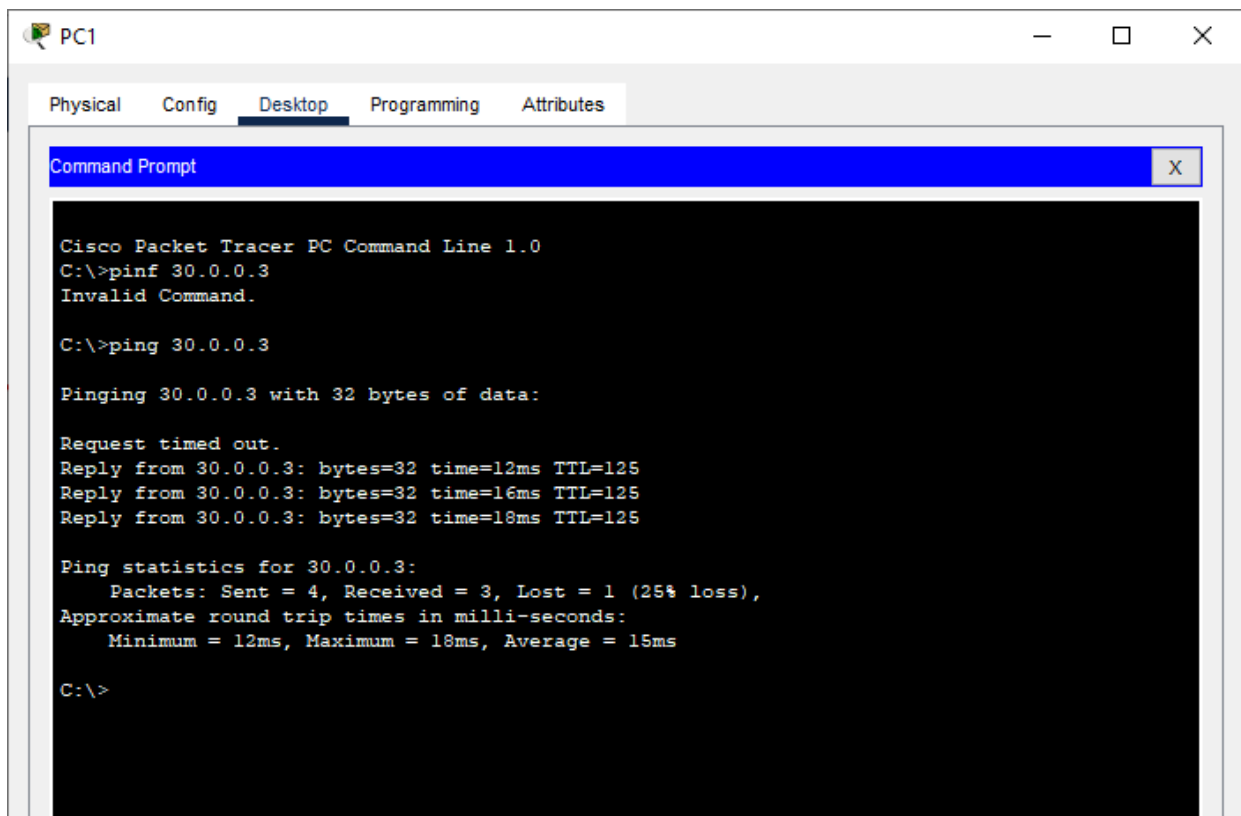 PC1
Physical Config Desktop Programming Attributes
Command Prompt X
Cisco Packet Tracer PC Command Line 1.0
C:\>pinf 30.0.0.3
Invalid Command.
C:\>ping 30.0.0.3
Pinging 30.0.0.3 with 32 bytes of data:
Request timed out.
Reply from 30.0.0.3: bytes=32 time=12ms TTL=125
Reply from 30.0.0.3: bytes=32 time=16ms TTL=125
Reply from 30.0.0.3: bytes=32 time=18ms TTL=125
Ping statistics for 30.0.0.3:
Packets: Sent = 4, Received = 3, Lost = 1 (25% loss),
Approximate round trip times in milli-seconds:
Minimum = 12ms, Maximum = 18ms, Average = 15ms
C:\>